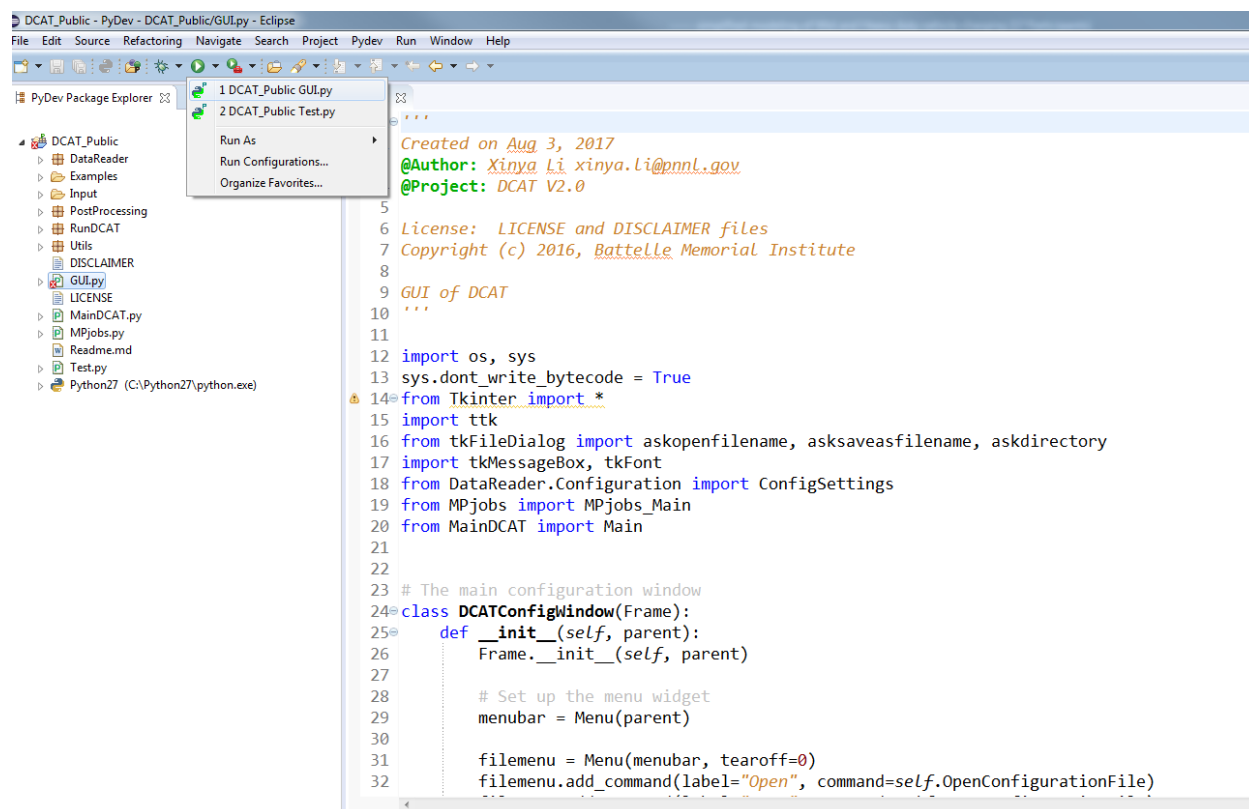 DCAT_Public - PyDev - DCAT_Public/GUI.py - Eclipse
File Edit Source Refactoring Navigate Search Project Pydev Run Window Help
PyDev Package Explorer
1 DCAT_Public GUI.py
2 DCAT_Public Test.py
Run As
Run Configurations...
Organize Favorites...
DCAT_Public
DataReader
Examples
Input
PostProcessing
RunDCAT
Utils
DISCLAIMER
GUI.py
LICENSE
MainDCAT.py
MPjobs.py
Readme.md
Test.py
Python27 (C:\Python27\python.exe)
'''
Created on Aug 3, 2017
@Author: Xinya Li xinya.li@pnnl.gov
@Project: DCAT V2.0
5
6 License: LICENSE and DISCLAIMER files
7 Copyright (c) 2016, Battelle Memorial Institute
8
9 GUI of DCAT
10 '''
11
12 import os, sys
13 sys.dont_write_bytecode = True
14 from Tkinter import *
15 import ttk
16 from tkFileDialog import askopenfilename, asksaveasfilename, askdirectory
17 import tkMessageBox, tkFont
18 from DataReader.Configuration import ConfigSettings
19 from MPjobs import MPjobs_Main
20 from MainDCAT import Main
21
22
23 # The main configuration window
24 class DCATConfigWindow(Frame):
25 def __init__(self, parent):
26 Frame.__init__(self, parent)
27
28 # Set up the menu widget
29 menubar = Menu(parent)
30
31 filemenu = Menu(menubar, tearoff=0)
32 filemenu.add_command(label="Open", command=self.OpenConfigurationFile)